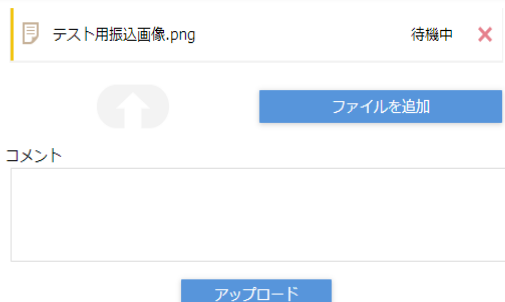 テスト用振込画像.png 待機中
ファイルを追加
コメント
アップロード